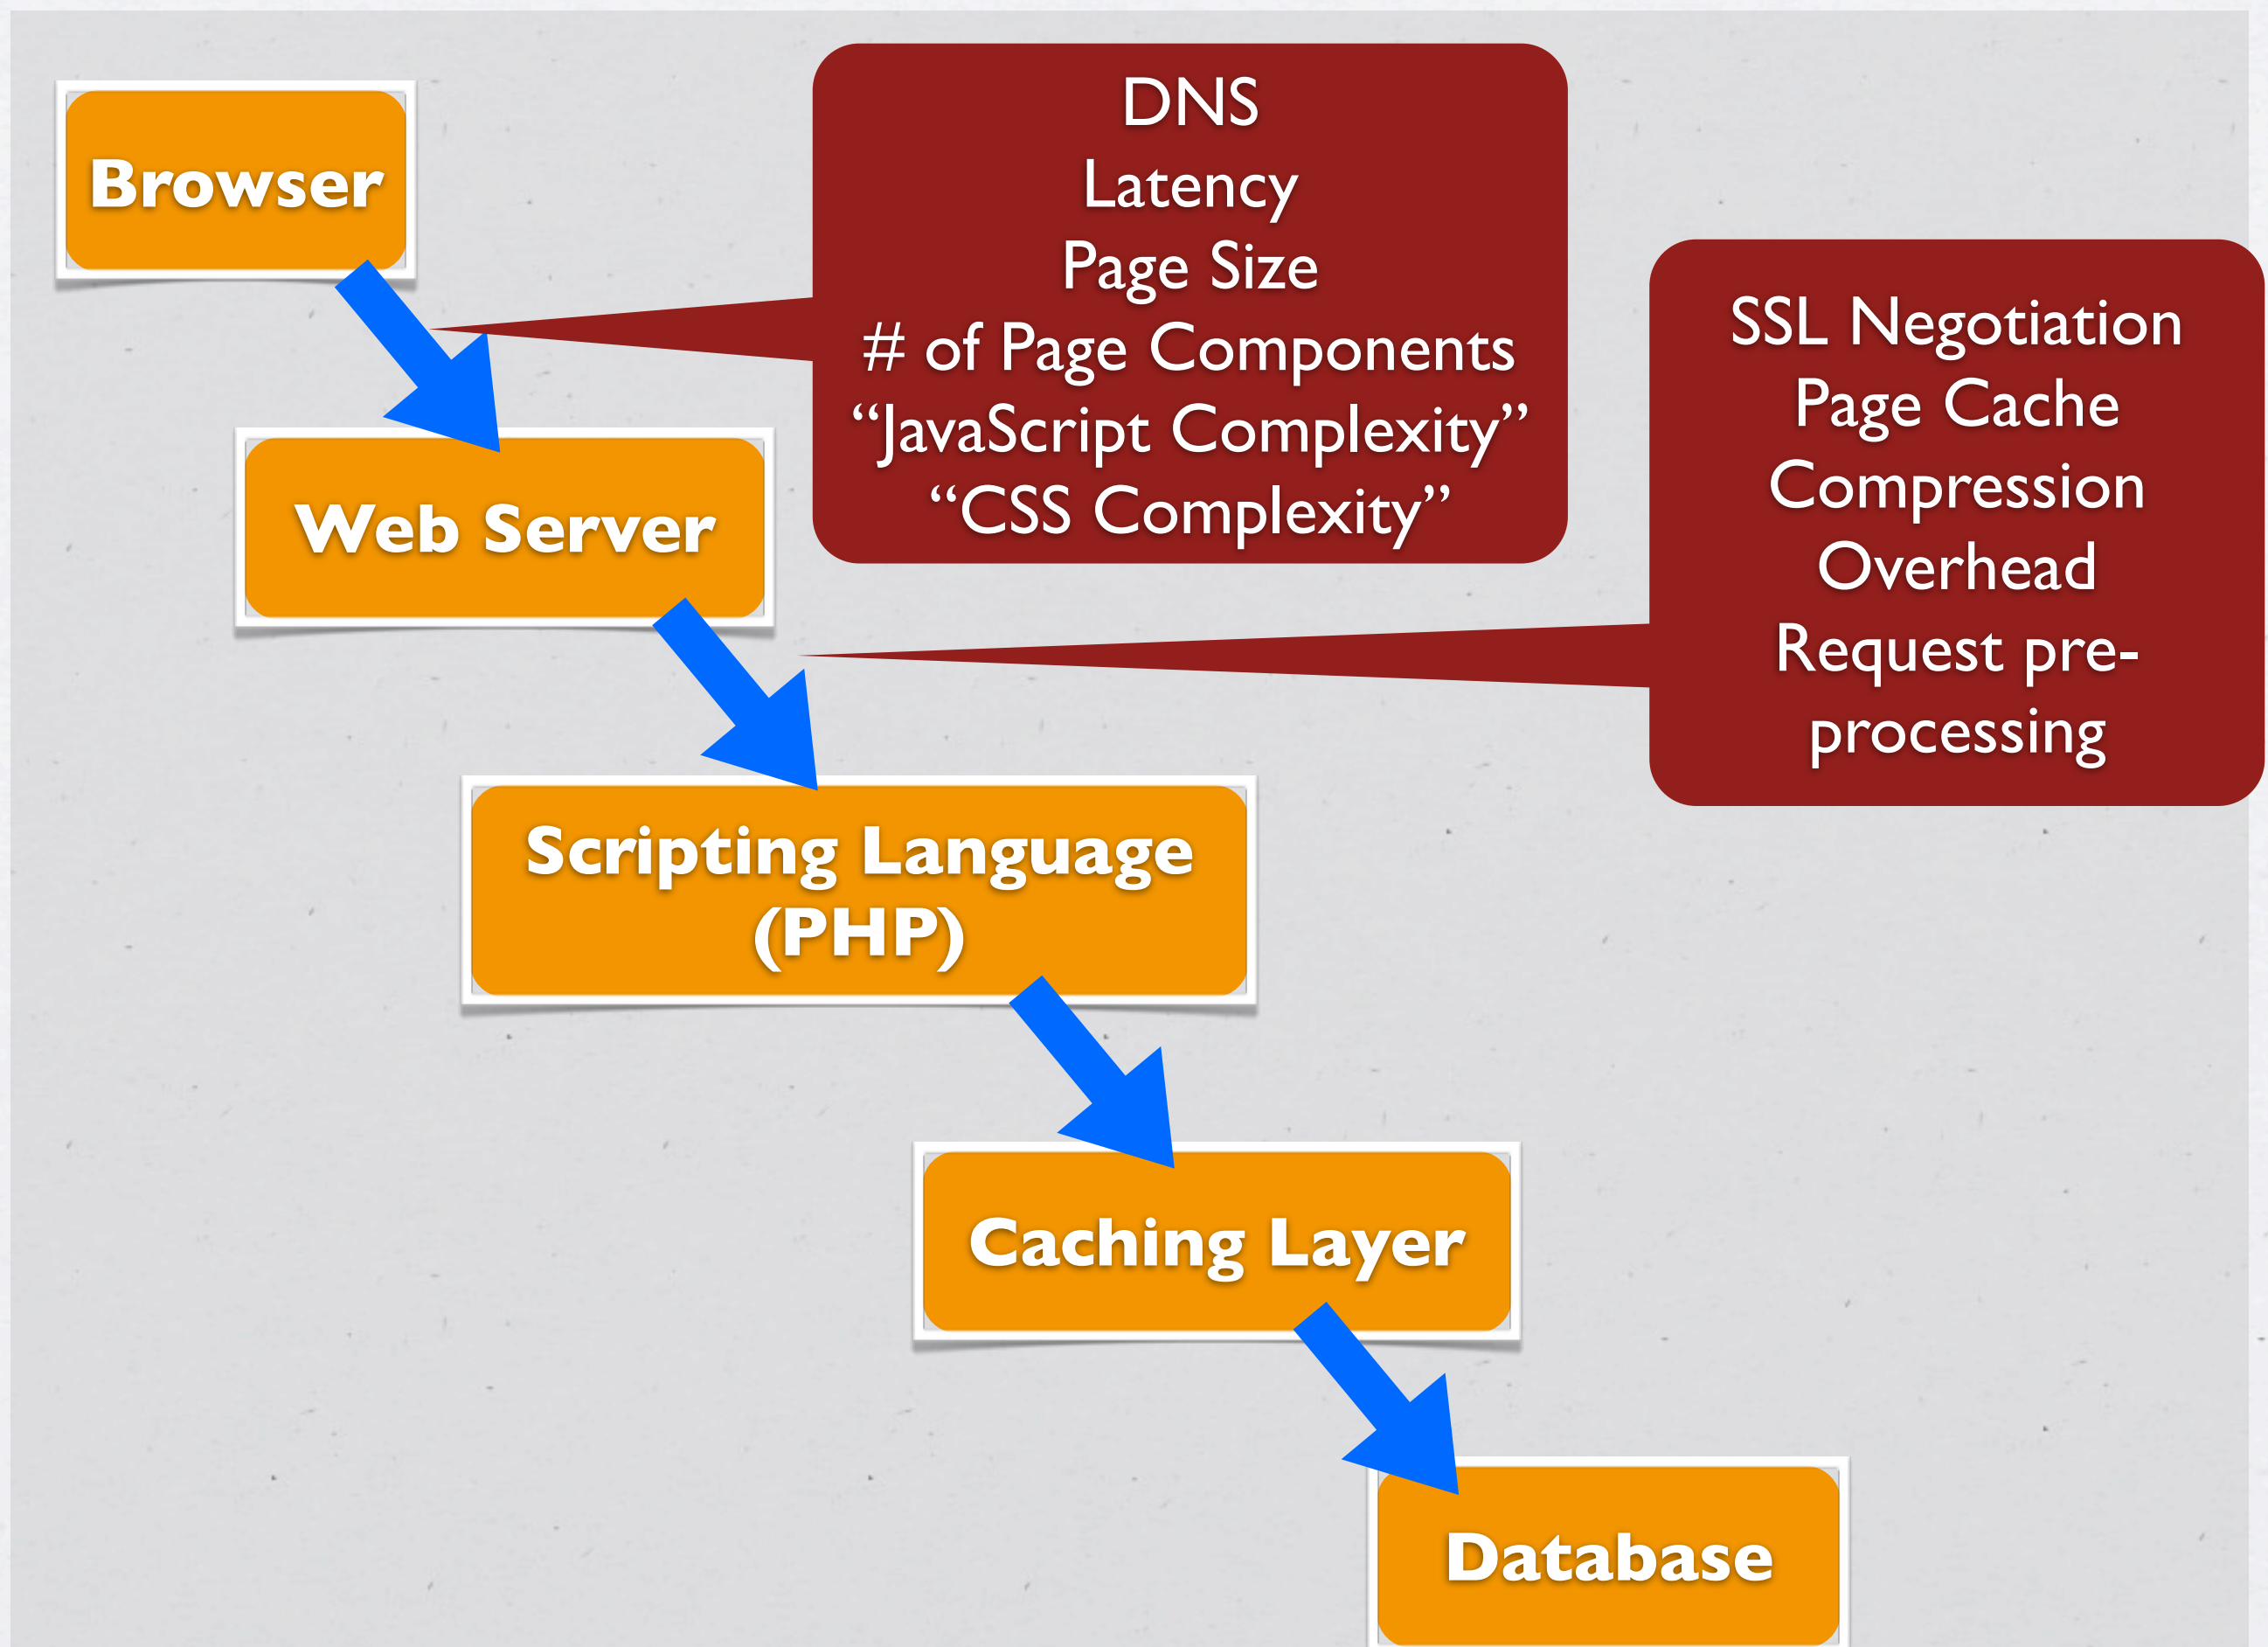 Browser
DNS
Latency
Page Size
# of Page Components
“JavaScript Complexity”
“CSS Complexity”
SSL Negotiation
Page Cache
Compression
Overhead
Request pre-
processing
Web Server
Scripting Language
(PHP)
Caching Layer
Database